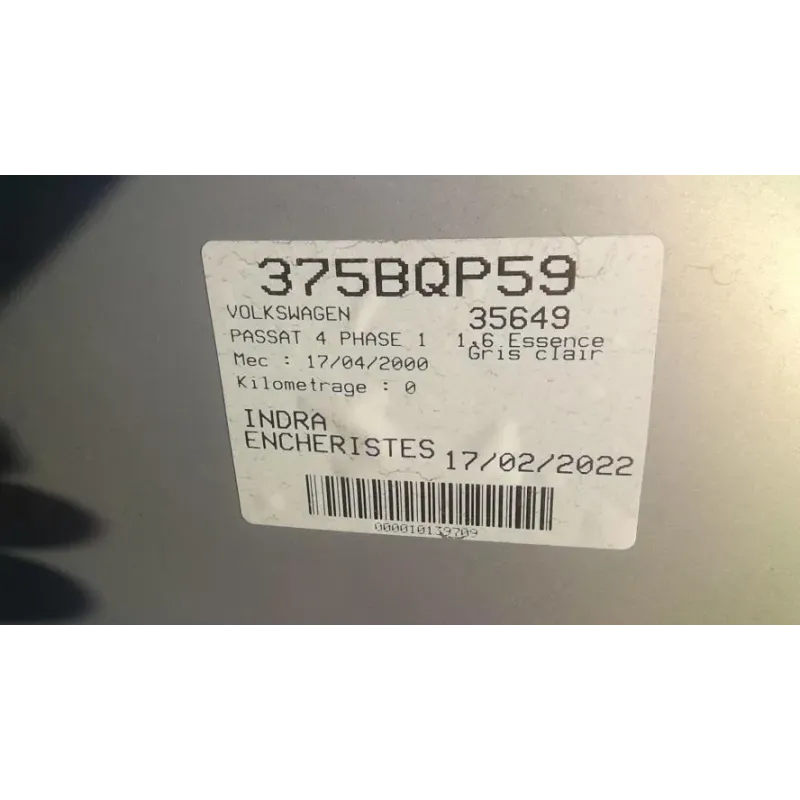 375BQP59
VOLKSWAGEN 35649
PASSAT 4 PHASE 1 1.6 Essence
Gris clair
Mec : 17/04/2000
Kilometrage : 0
INDRA
ENCHERISTES 17/02/2022
000010139709